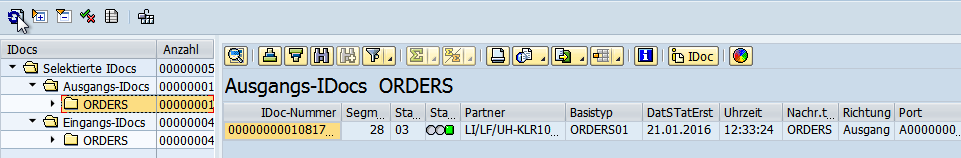 IDocs Anzahl
Selektierte IDocs 00000005
Ausgangs-IDocs 00000001
ORDERS 00000001
Eingangs-IDocs 00000004
ORDERS 00000004
IDoc
Ausgangs-IDocs ORDERS
IDoc-Nummer Segm... Sta... Sta... Partner Basistyp DatSTatErst Uhrzeit Nachr.t... Richtung Port
00000000010817... 28 03 LI/LF/UH-KLR10... ORDERS01 21.01.2016 12:33:24 ORDERS Ausgang A0000000...